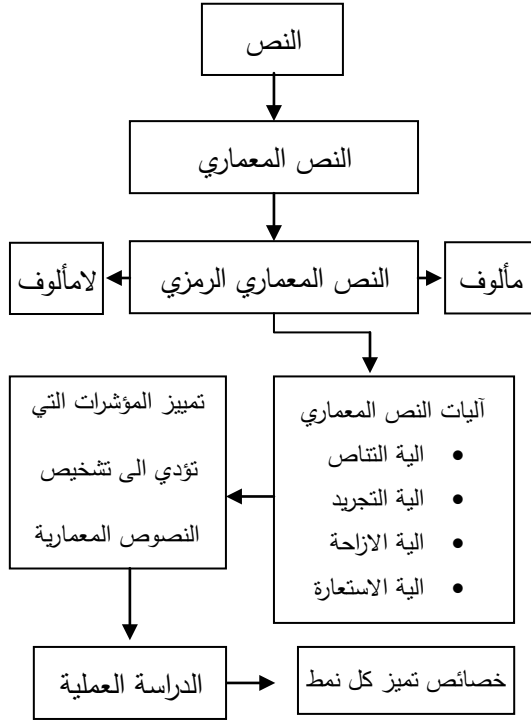 النص
النص المعماري
مألوف
النص المعماري الرمزي
لامألوف
آليات النص المعماري
• الية التناص
• الية التجريد
• الية الازاحة
• الية الاستعارة
تمييز المؤشرات التي
تؤدي الى تشخيص
النصوص المعمارية
الدراسة العملية
خصائص تميز كل نمط